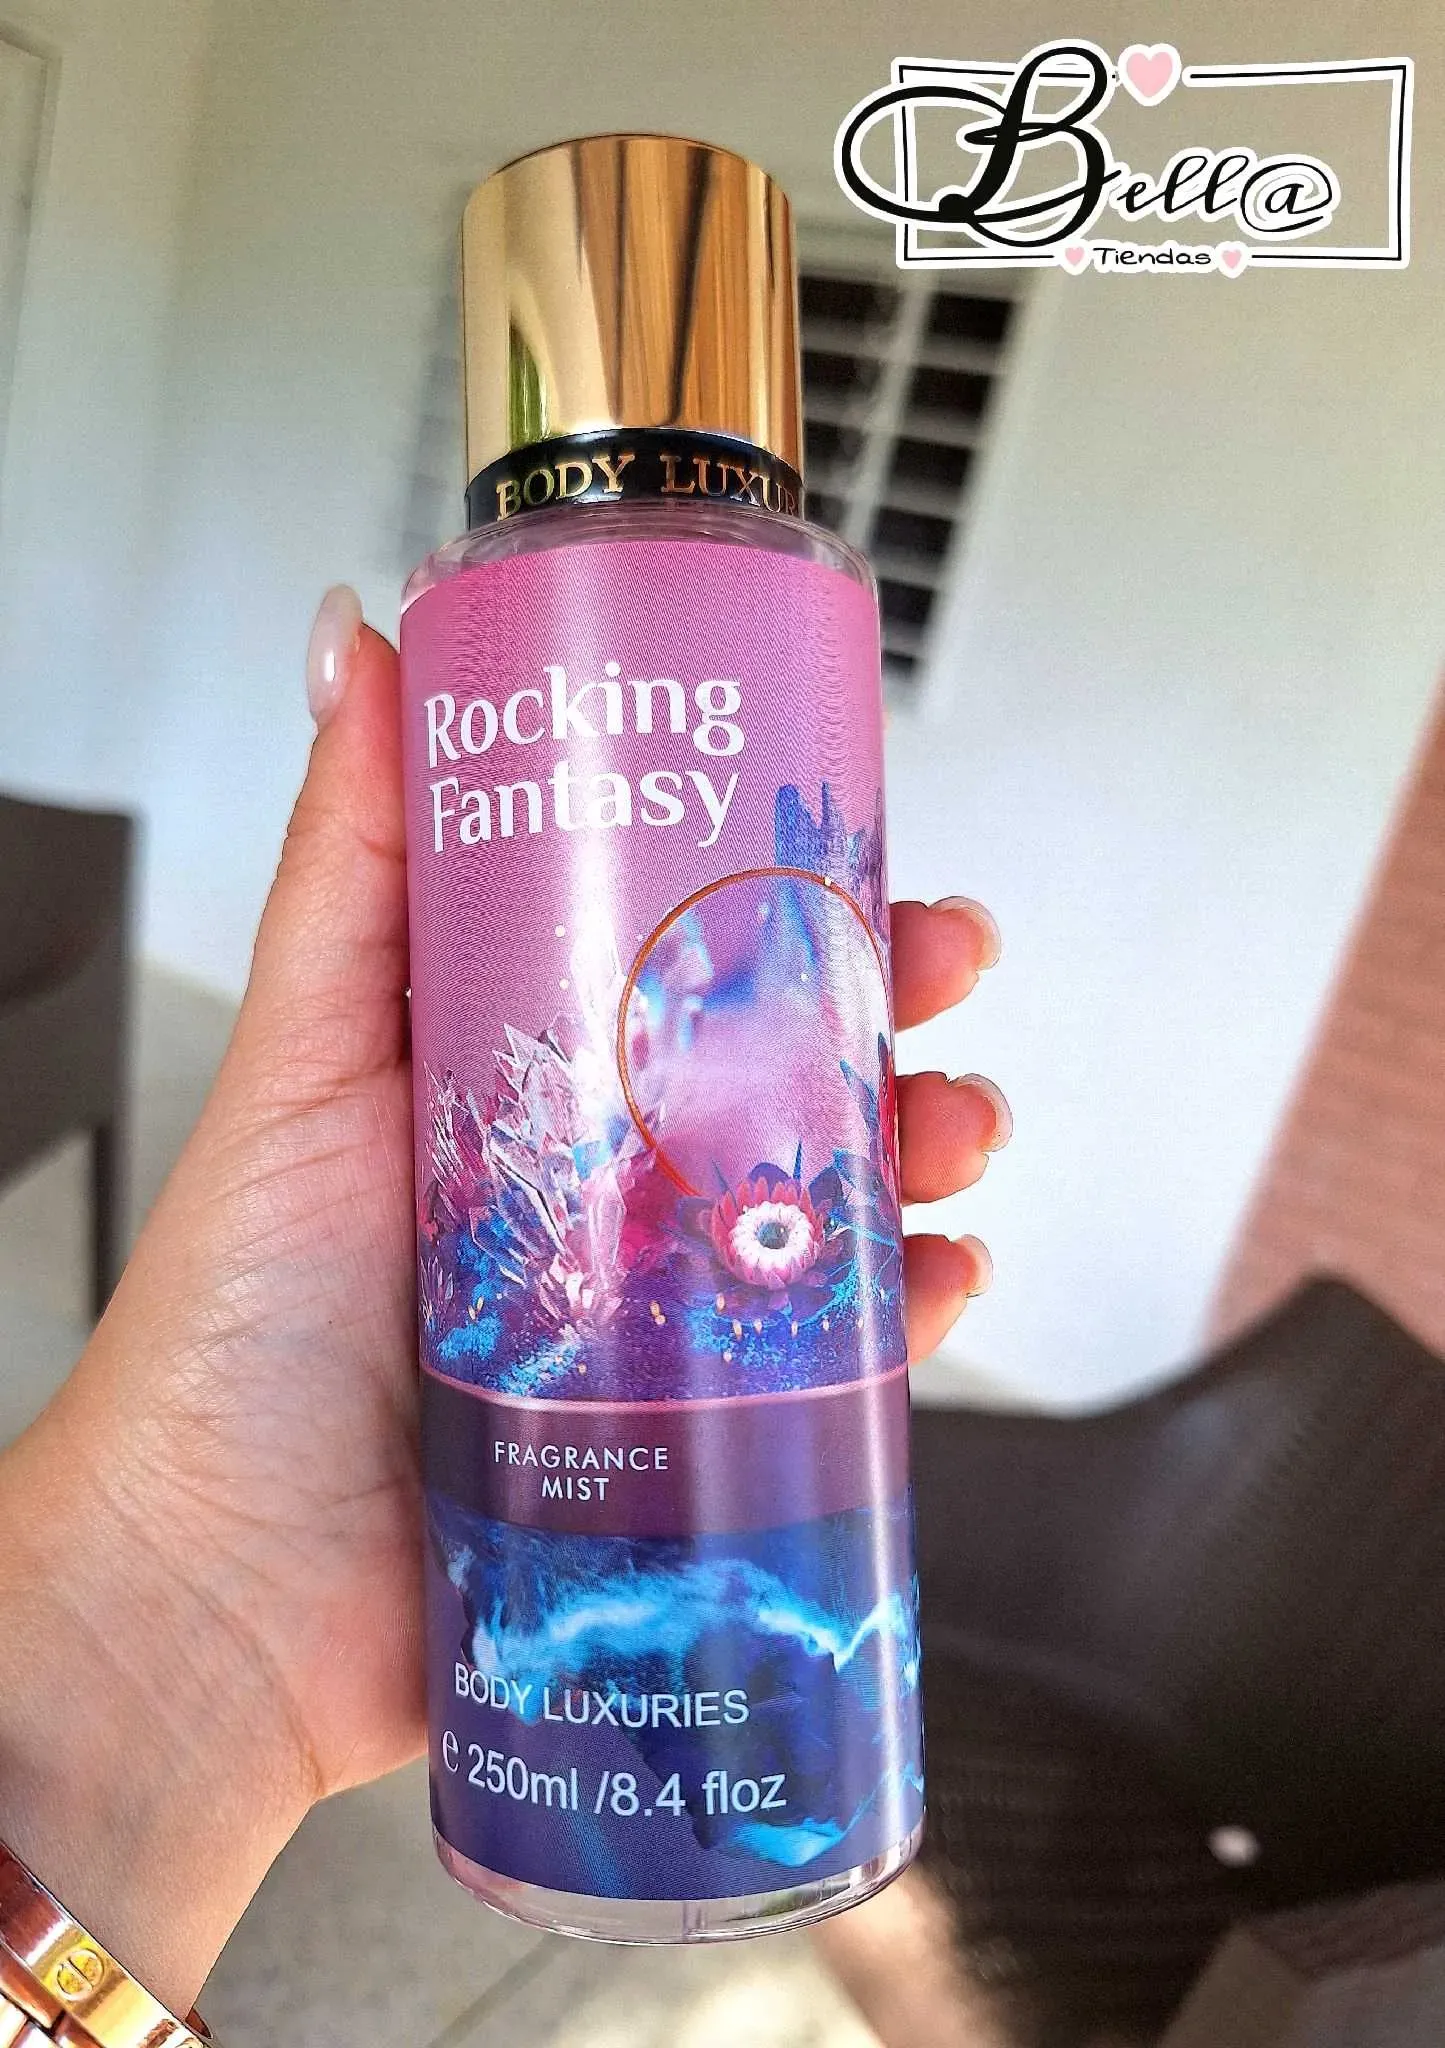 Bell@
Tiendas
BODY LUXUR
Rocking
Fantasy
FRAGRANCE
MIST
BODY LUXURIES
e 250ml /8.4 floz